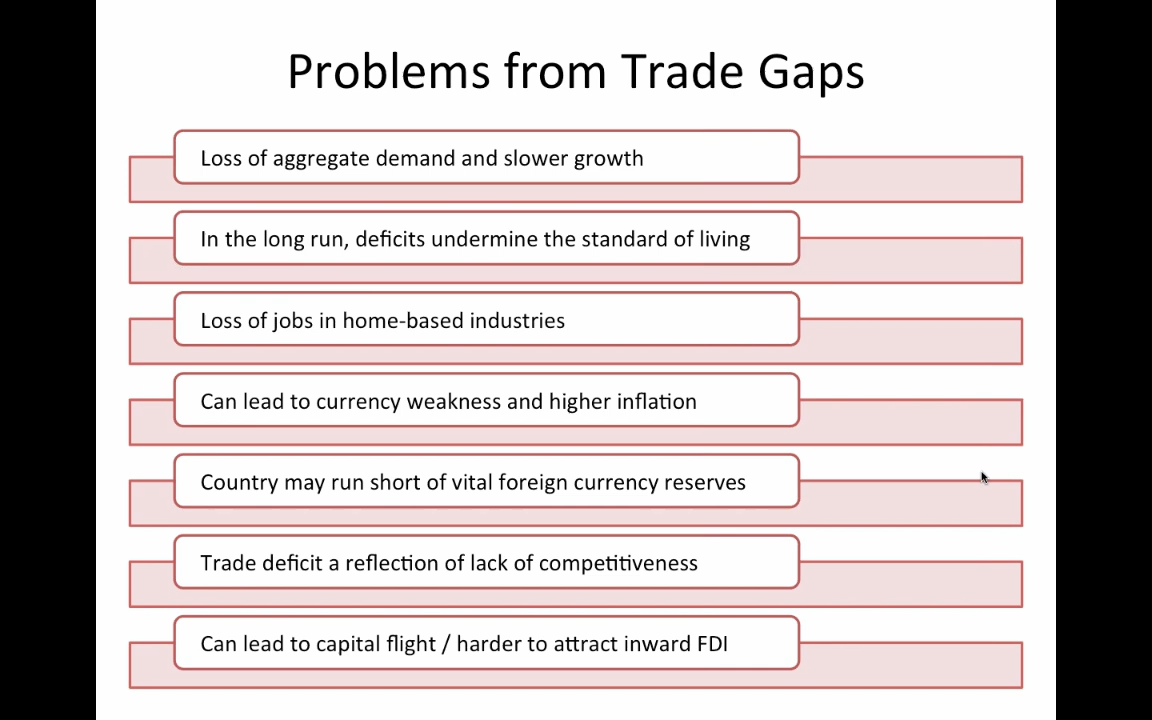 Problems from Trade Gaps
Loss of aggregate demand and slower growth
In the long run, deficits undermine the standard of living
Loss of jobs in home-based industries
Can lead to currency weakness and higher inflation
Country may run short of vital foreign currency reserves
Trade deficit a reflection of lack of competitiveness
Can lead to capital flight / harder to attract inward FDI